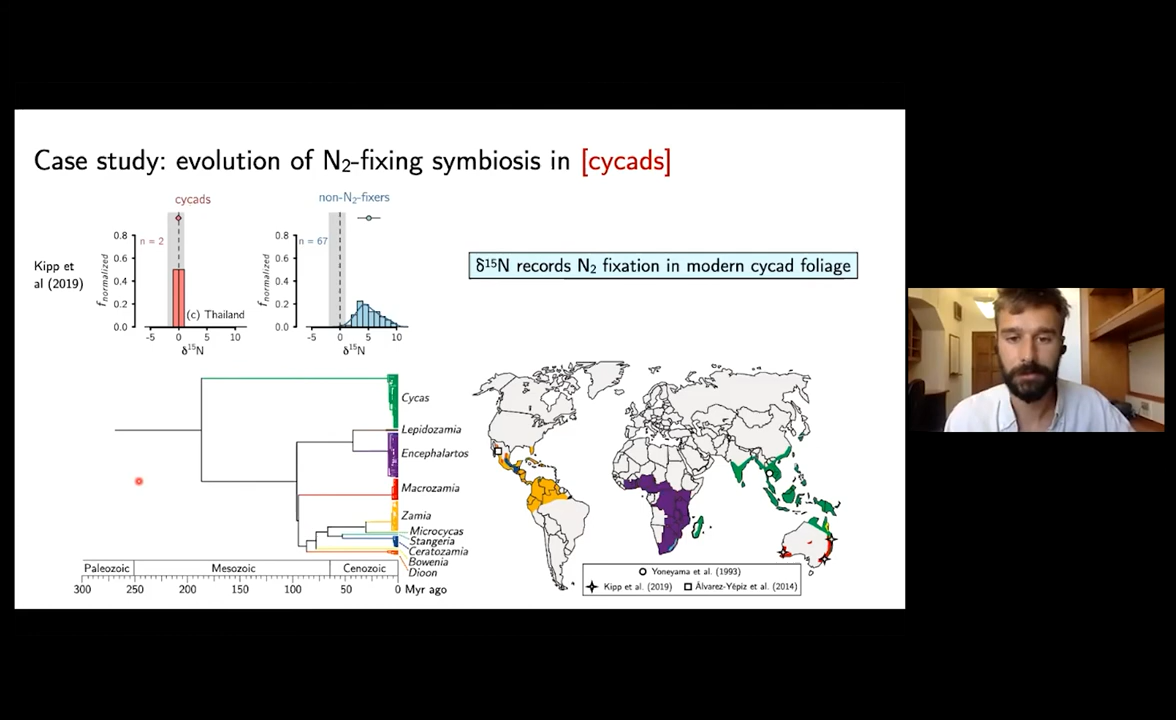 Case study: evolution of N₂-fixing symbiosis in [cycads]
cycads
non-N₂-fixers
Kipp et
al (2019)
f normalized
0.8
0.6
0.4
0.2
0.0
n = 2
(c) Thailand
-5 0 5 10
δ¹⁵N
f normalized
0.8
0.6
0.4
0.2
0.0
n = 67
-5 0 5 10
δ¹⁵N
δ¹⁵N records N₂ fixation in modern cycad foliage
Cycas
Lepidozamia
Encephalartos
Macrozamia
Zamia
Microcycas
Stangeria
Ceratozamia
Bowenia
Dioon
Paleozoic Mesozoic Cenozoic
300 250 200 150 100 50 0 Myr ago
Yoneyama et al. (1993)
Kipp et al. (2019) Álvarez-Yépiz et al. (2014)